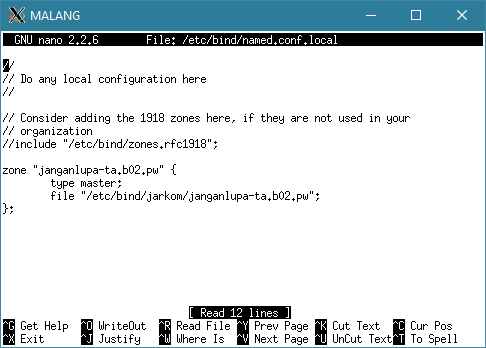 MALANG
GNU nano 2.2.6 File: /etc/bind/named.conf.local
//
// Do any local configuration here
//
// Consider adding the 1918 zones here, if they are not used in your
// organization
//include "/etc/bind/zones.rfc1918";
zone "janganlupa-ta.b02.pw" {
type master;
file "/etc/bind/jarkom/janganlupa-ta.b02.pw";
};
[ Read 12 lines ]
^G Get Help ^O WriteOut ^R Read File ^Y Prev Page ^K Cut Text ^C Cur Pos
^X Exit ^J Justify ^W Where Is ^V Next Page ^U UnCut Text ^T To Spell